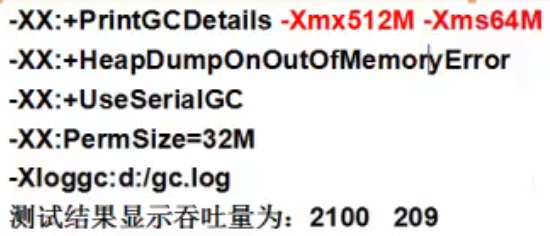 -XX:+PrintGCDetails -Xmx512M -Xms64M
-XX:+HeapDumpOnOutOfMemoryError
-XX:+UseSerialGC
-XX:PermSize=32M
-Xloggc:d:/gc.log
测试结果显示吞吐量为：2100 209